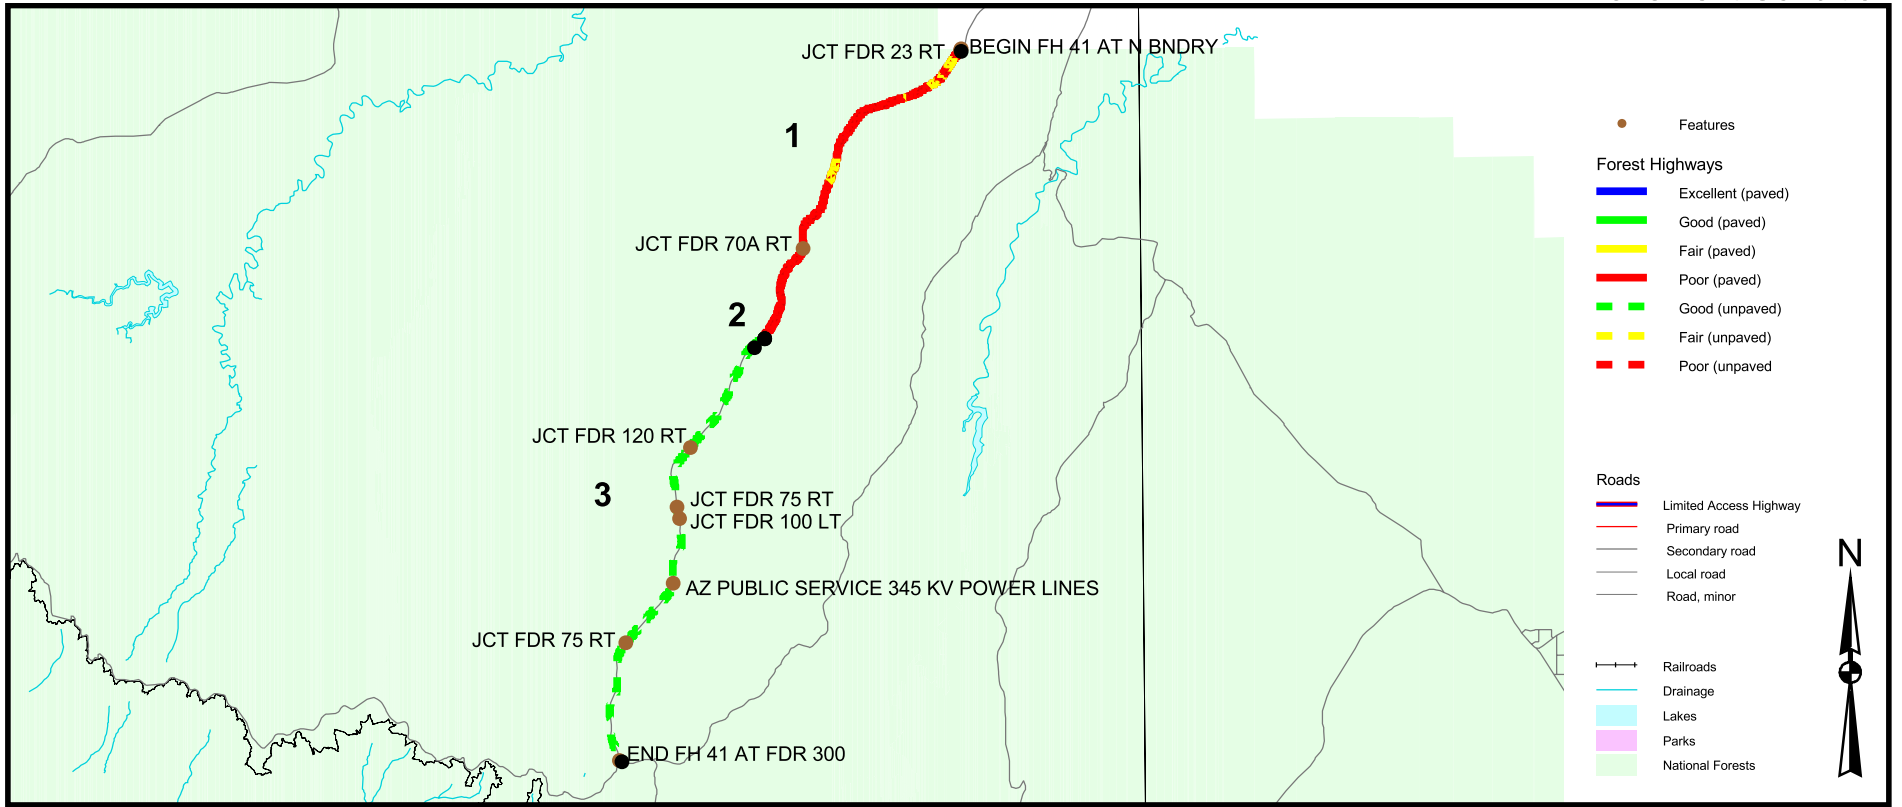 JCT FDR 23 RT
BEGIN FH 41 AT N BNDRY
1
JCT FDR 70A RT
2
JCT FDR 120 RT
3
JCT FDR 75 RT
JCT FDR 100 LT
AZ PUBLIC SERVICE 345 KV POWER LINES
JCT FDR 75 RT
END FH 41 AT FDR 300
Features
Forest Highways
Excellent (paved)
Good (paved)
Fair (paved)
Poor (paved)
Good (unpaved)
Fair (unpaved)
Poor (unpaved
Roads
Limited Access Highway
Primary road
Secondary road
Local road
Road, minor
Railroads
Drainage
Lakes
Parks
National Forests
N